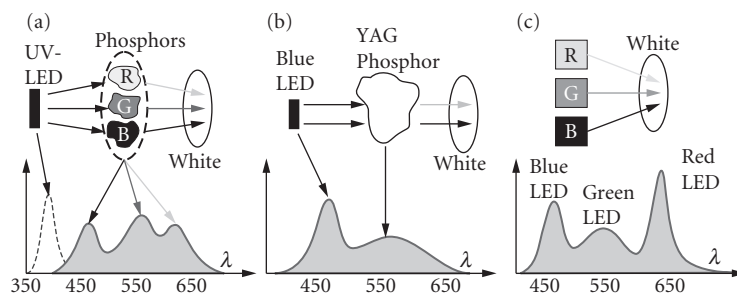 (a)
UV-
LED
Phosphors
R
G
B
White
λ
350
450
550
650
(b)
Blue
LED
YAG
Phosphor
White
λ
450
550
650
(c)
R
G
B
White
Blue
LED
Green
LED
Red
LED
λ
450
550
650